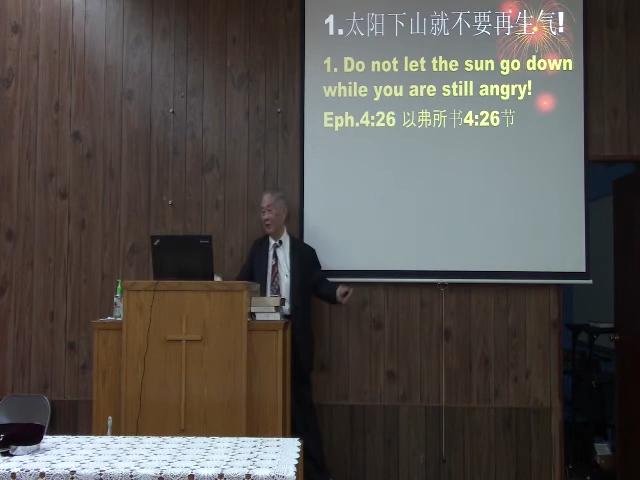 1.太阳下山就不要再生气!
1. Do not let the sun go down
while you are still angry!
Eph.4:26 以弗所书4:26节